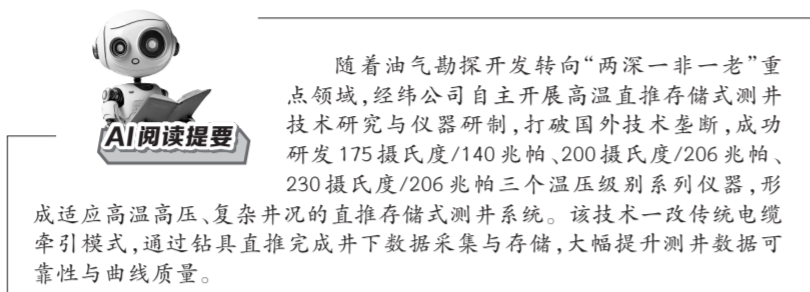 随着油气勘探开发转向“两深一非一老”重
点领域,经纬公司自主开展高温直推存储式测井
技术研究与仪器研制,打破国外技术垄断,成功
研发175摄氏度/140兆帕、200摄氏度/206兆帕、
230摄氏度/206兆帕三个温压级别系列仪器,形
AI阅读提要
成适应高温高压、复杂井况的直推存储式测井系统。该技术一改传统电缆
牵引模式,通过钻具直推完成井下数据采集与存储,大幅提升测井数据可
靠性与曲线质量。